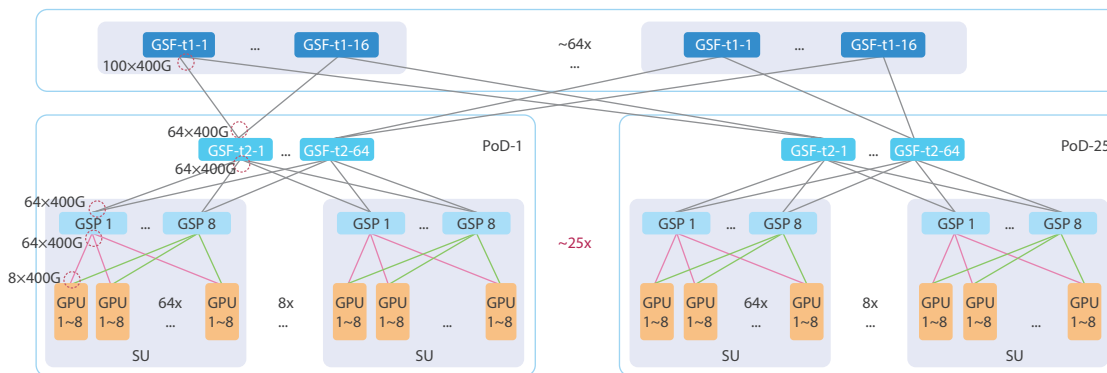 GSF-t1-1 ... GSF-t1-16 ~64x GSF-t1-1 ... GSF-t1-16
100×400G ...
64×400G
GSF-t2-1 ... GSF-t2-64 PoD-1 GSF-t2-1 ... GSF-t2-64 PoD-25
64×400G
64×400G
GSP 1 ... GSP 8 GSP 1 ... GSP 8 GSP 1 ... GSP 8 GSP 1 ... GSP 8
64×400G ~25x
8×400G
GPU GPU 64x GPU 8x GPU GPU GPU GPU GPU 64x GPU 8x GPU GPU GPU
1~8 1~8 ... 1~8 ... 1~8 1~8 ... 1~8 1~8 1~8 ... 1~8 ... 1~8 1~8 ... 1~8
SU SU SU SU